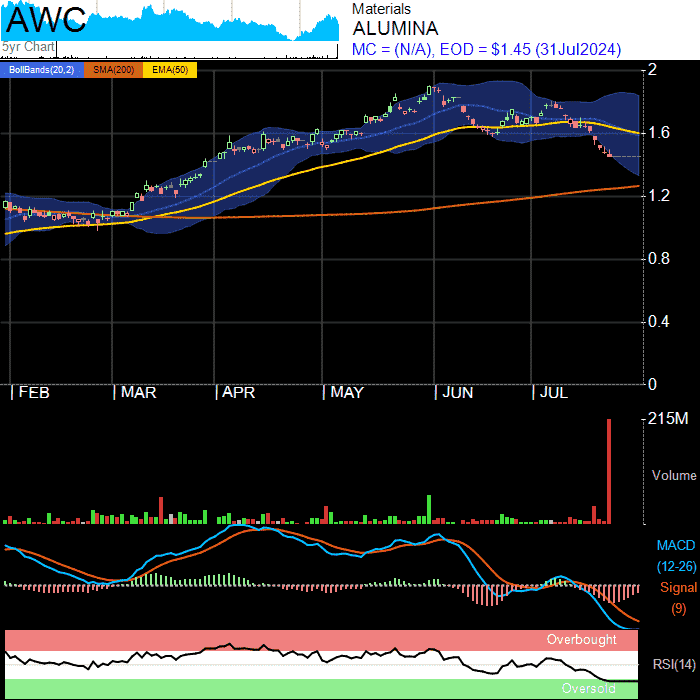 AWC
5yr Chart
Materials
ALUMINA
MC = (N/A), EOD = $1.45 (31Jul2024)
BollBands(20,2) SMA(200) EMA(50)
2
1.6
1.2
0.8
0.4
0
FEB MAR APR MAY JUN JUL
215M
Volume
MACD
(12-26)
Signal
(9)
Overbought
RSI(14)
Oversold